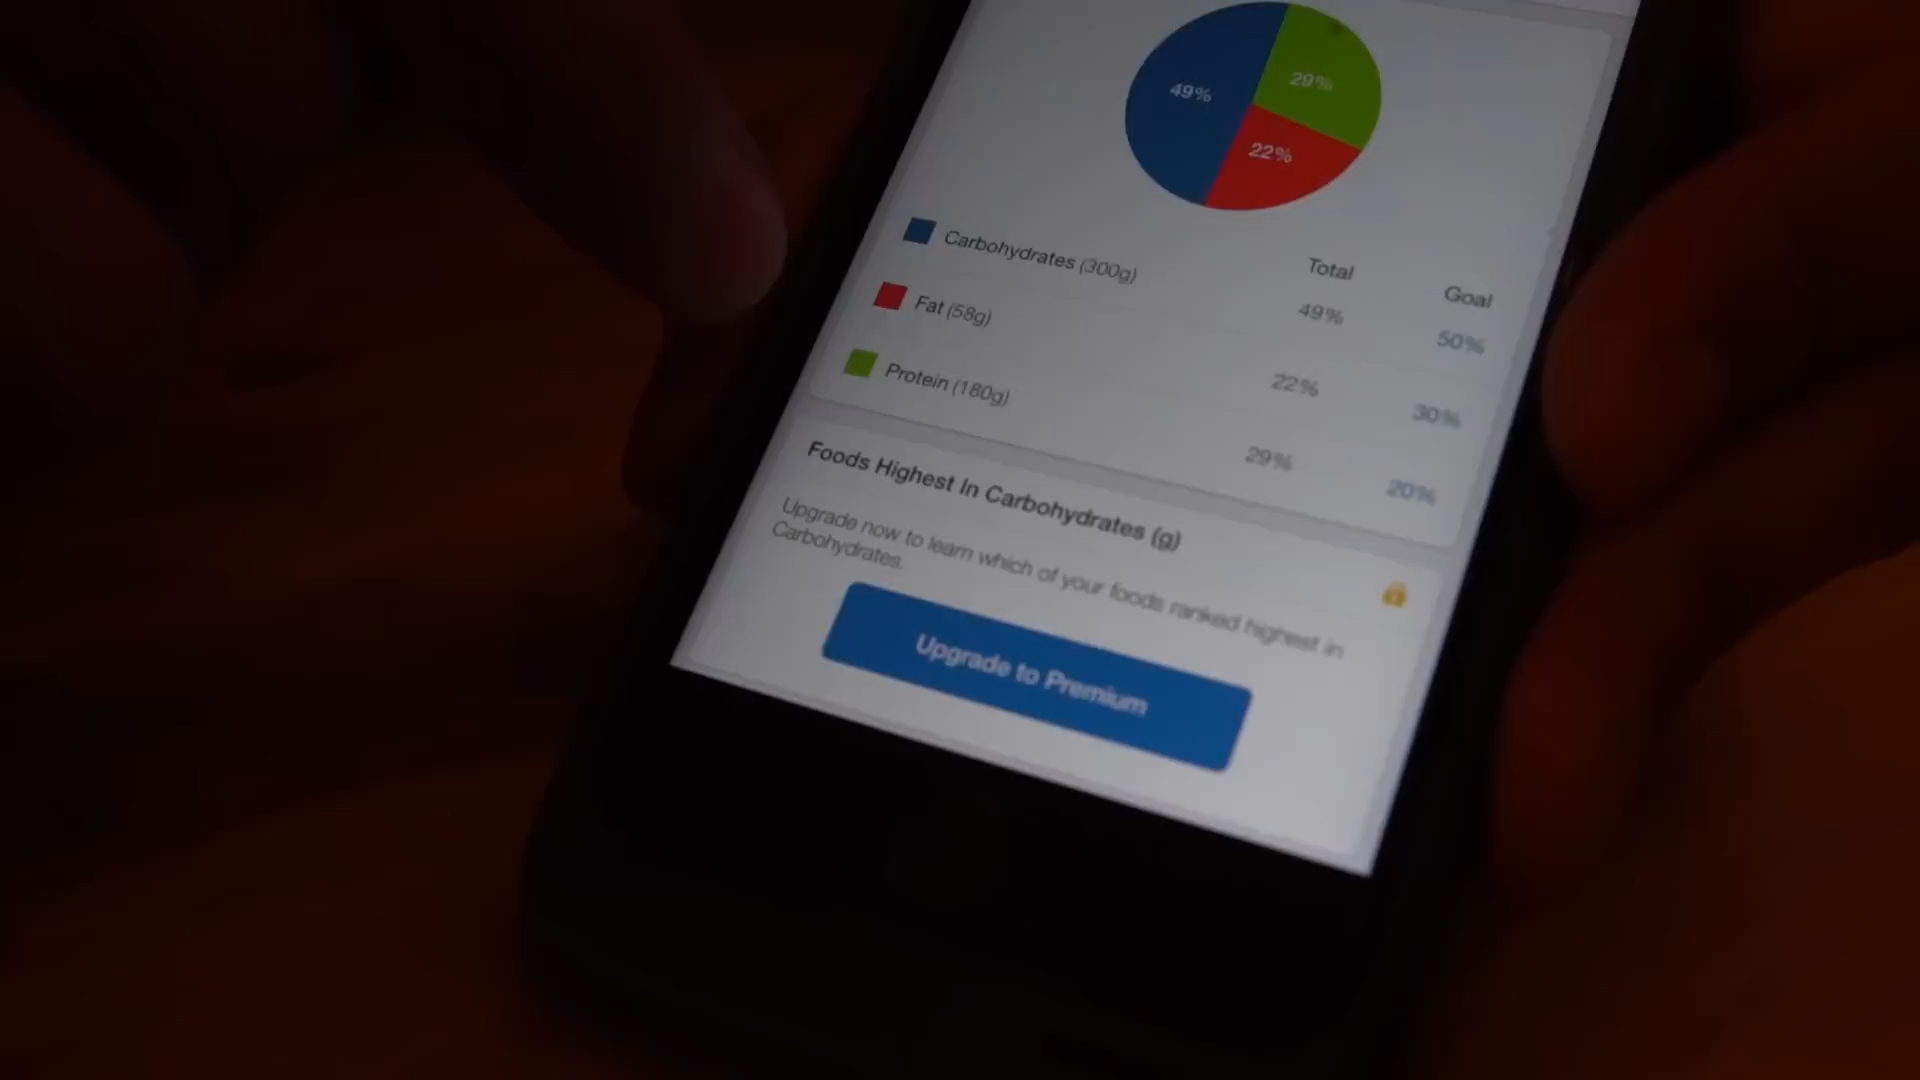 49%
29%
22%
Total
Goal
Carbohydrates (300g)
49%
50%
Fat (58g)
22%
30%
Protein (180g)
29%
20%
Foods Highest In Carbohydrates (g)
Upgrade now to learn which of your foods ranked highest in
Carbohydrates.
Upgrade to Premium